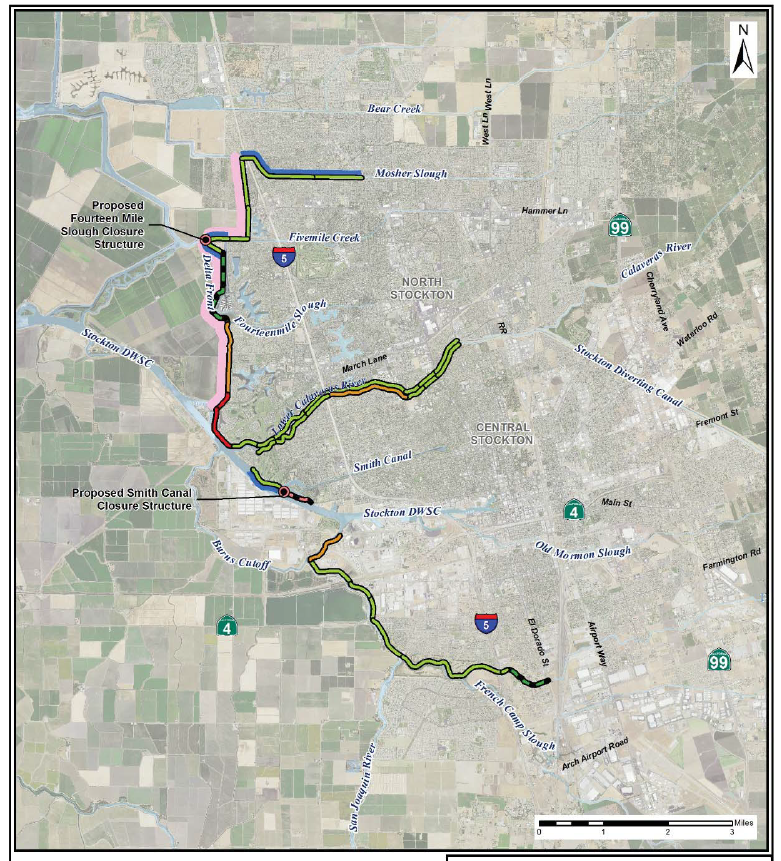 N
West Ln
West Ln
Bear Creek
Mosher Slough
Proposed
Fourteen Mile
Slough Closure
Structure
Hammer Ln
99
Fivemile Creek
5
Calaveras River
Delta Front
NORTH
STOCKTON
Cherryland Ave
Fourteenmile Slough
Waterloo Rd
RR
Stockton DWSC
March Lane
Stockton Diverting Canal
Lower Calaveras River
Fremont St
CENTRAL
STOCKTON
Smith Canal
Proposed Smith Canal
Closure Structure
Main St
4
Stockton DWSC
Old Mormon Slough
Burns Cutoff
Farmington Rd
4
5
El Dorado St
Airport Way
99
French Camp Slough
Arch Airport Road
San Joaquin River
Miles
0 1 2 3